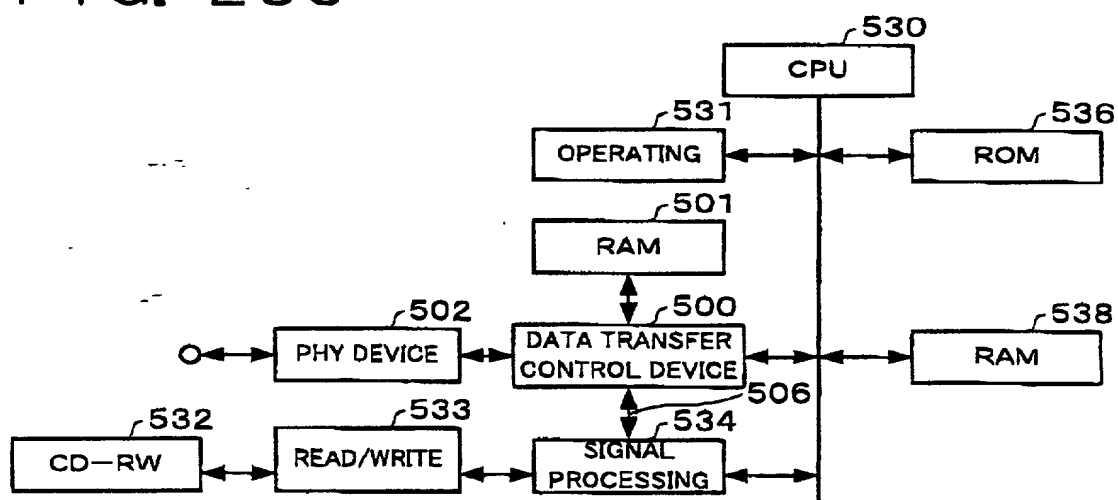 530
CPU
531
536
OPERATING
ROM
501
RAM
502
500
538
PHY DEVICE
DATA TRANSFER
CONTROL DEVICE
RAM
506
532
533
534
CD-RW
READ/WRITE
SIGNAL
PROCESSING